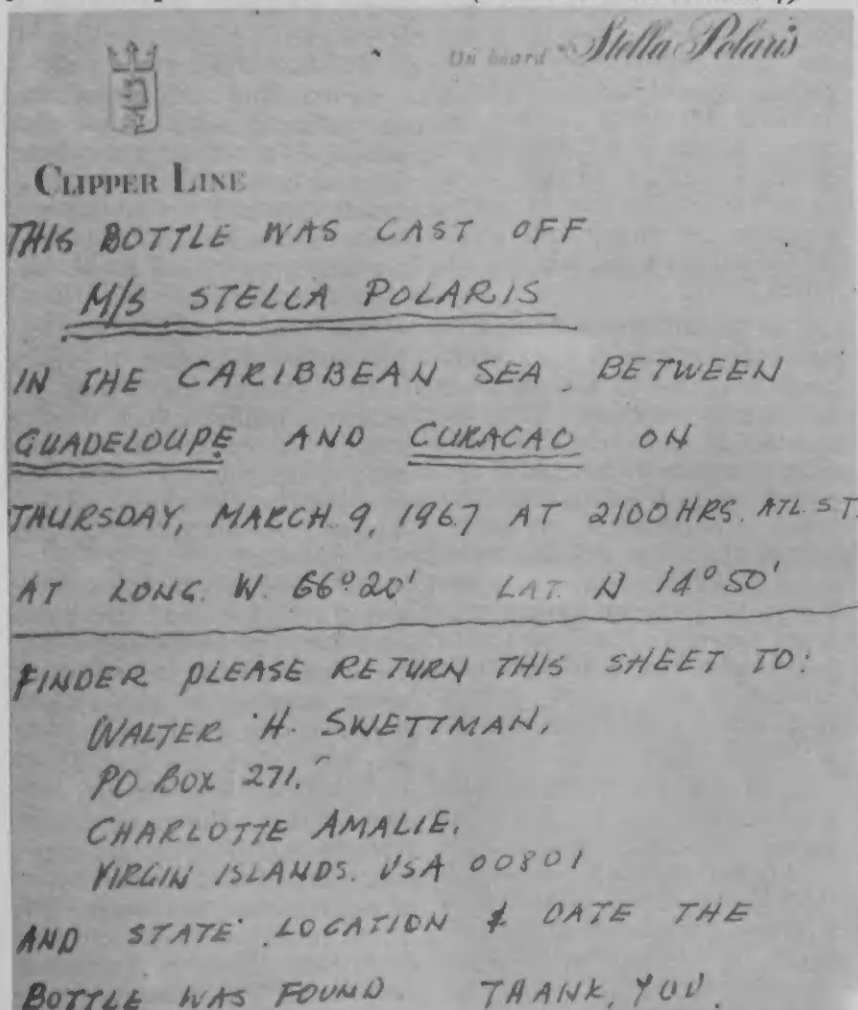 On board M/S Stella Polaris
CLIPPER LINE
THIS BOTTLE WAS CAST OFF
M/S STELLA POLARIS
IN THE CARIBBEAN SEA, BETWEEN
GUADELOUPE AND CURACAO ON
THURSDAY, MARCH 9, 1967 AT 2100 HRS. ATL. ST.
AT LONG. W. 66° 20' LAT. N 14° 50'
FINDER PLEASE RETURN THIS SHEET TO:
WALTER H. SWETTMAN,
PO BOX 271,
CHARLOTTE AMALIE,
VIRGIN ISLANDS. USA 00801
AND STATE LOCATION & DATE THE
BOTTLE WAS FOUND. THANK, YOU.